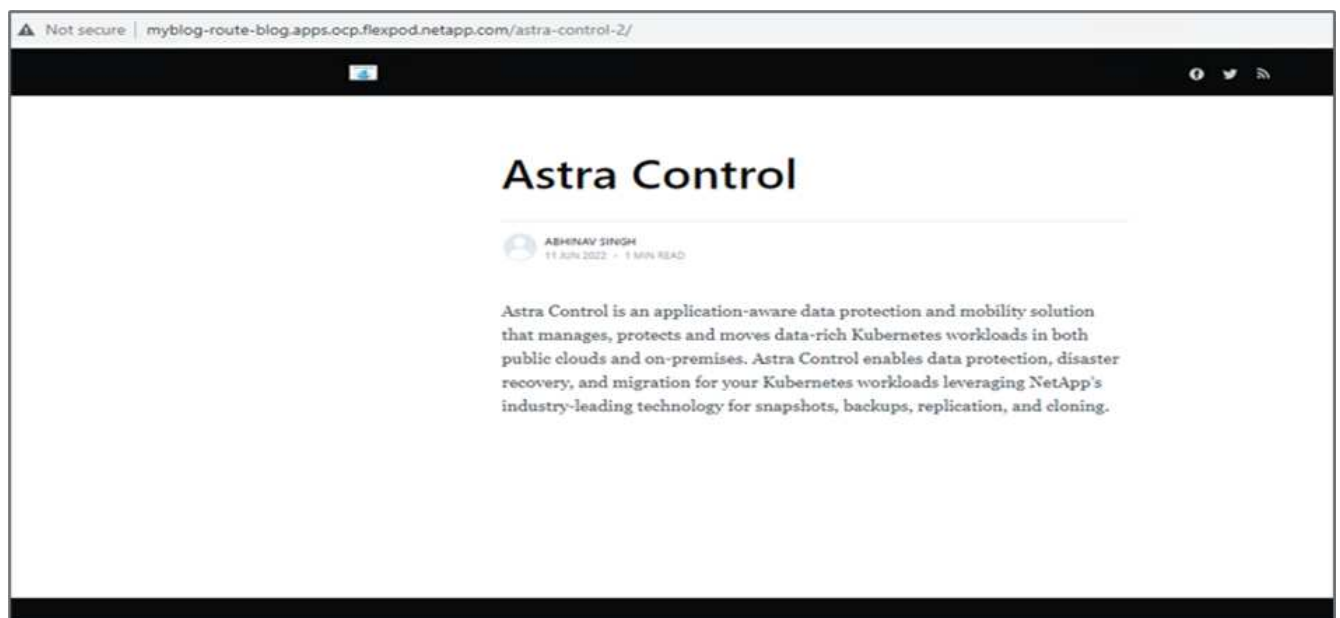 Not secure | myblog-route-blog.apps.ocp.flexpod.netapp.com/astra-control-2/
Astra Control
ABHINAV SINGH
11 JUN 2022 • 1 MIN READ
Astra Control is an application-aware data protection and mobility solution
that manages, protects and moves data-rich Kubernetes workloads in both
public clouds and on-premises. Astra Control enables data protection, disaster
recovery, and migration for your Kubernetes workloads leveraging NetApp's
industry-leading technology for snapshots, backups, replication, and cloning.